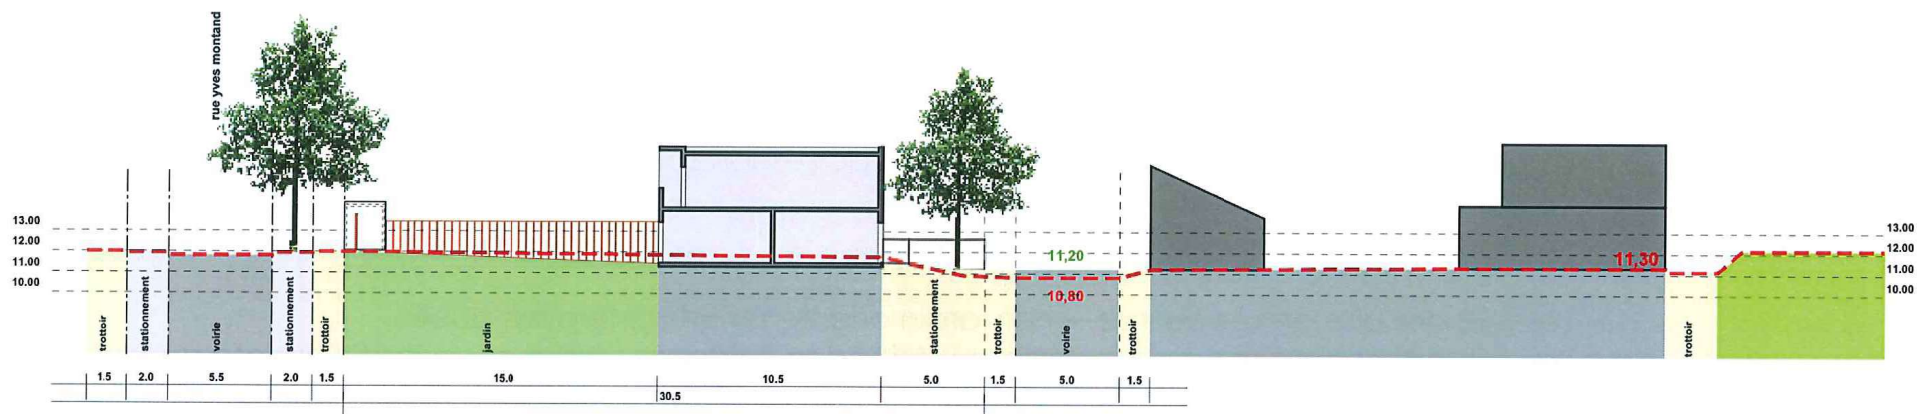 rue yves montand
13.00
12.00
11.00
10.00
13.00
12.00
11.00
10.00
11,20
10,80
11,30
trottoir
stationnement
voirie
stationnement
trottoir
jardin
stationnement
trottoir
voirie
trottoir
trottoir
1.5 2.0 5.5 2.0 1.5 15.0 10.5 5.0 1.5 5.0 1.5
30.5